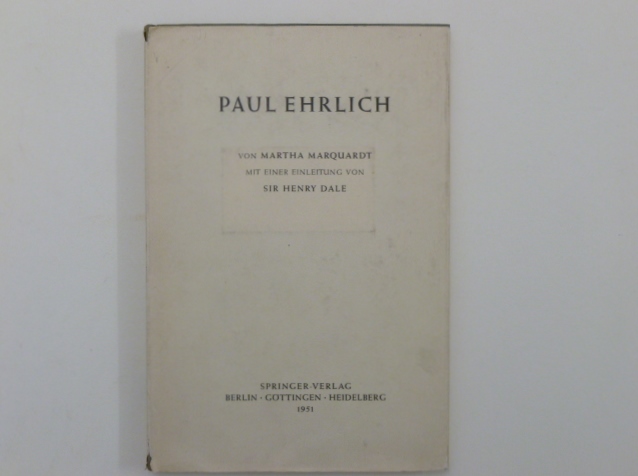 PAUL EHRLICH
VON MARTHA MARQUARDT
MIT EINER EINLEITUNG VON
SIR HENRY DALE
SPRINGER-VERLAG
BERLIN · GÖTTINGEN · HEIDELBERG
1951